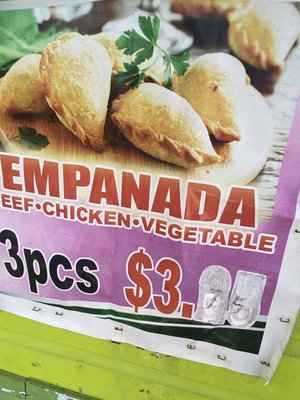 EMPANADA
EEF•CHICKEN•VEGETABLE
3pcs $3.